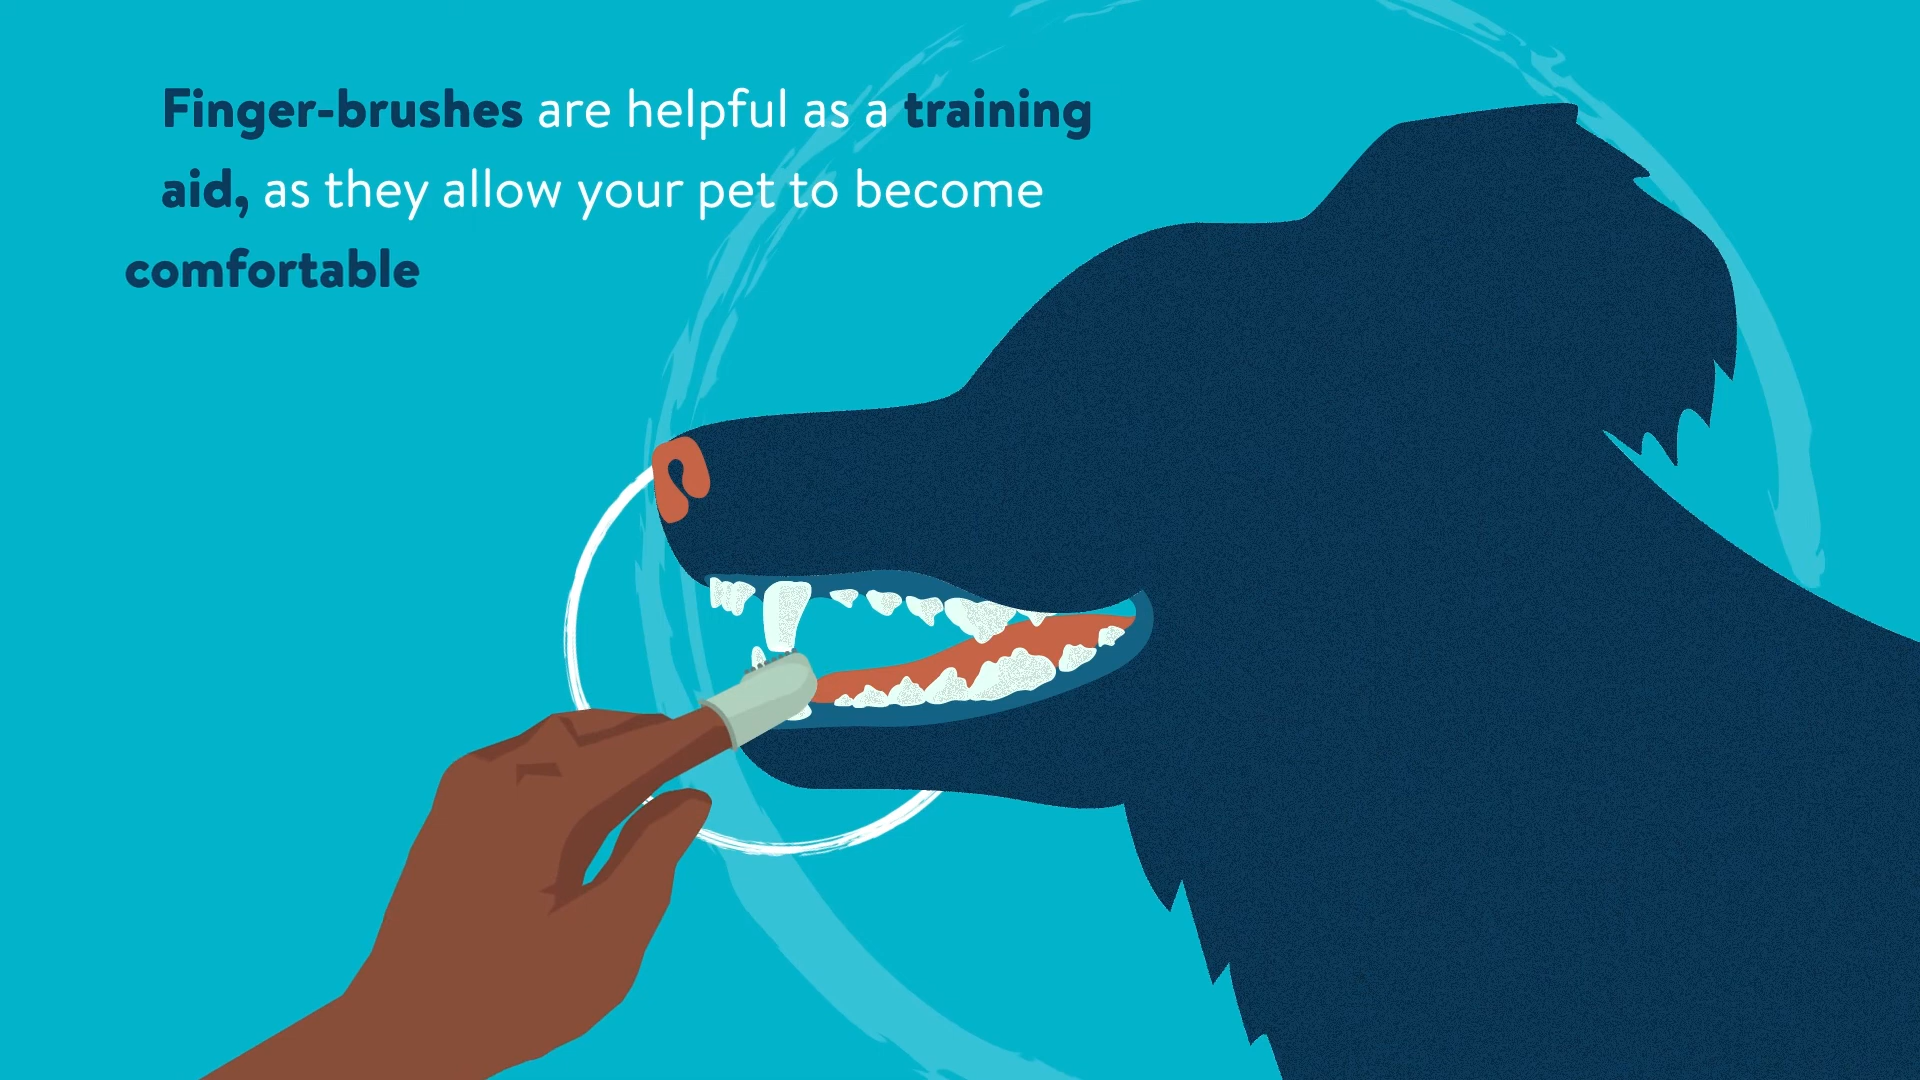 Finger-brushes are helpful as a training
aid, as they allow your pet to become
comfortable